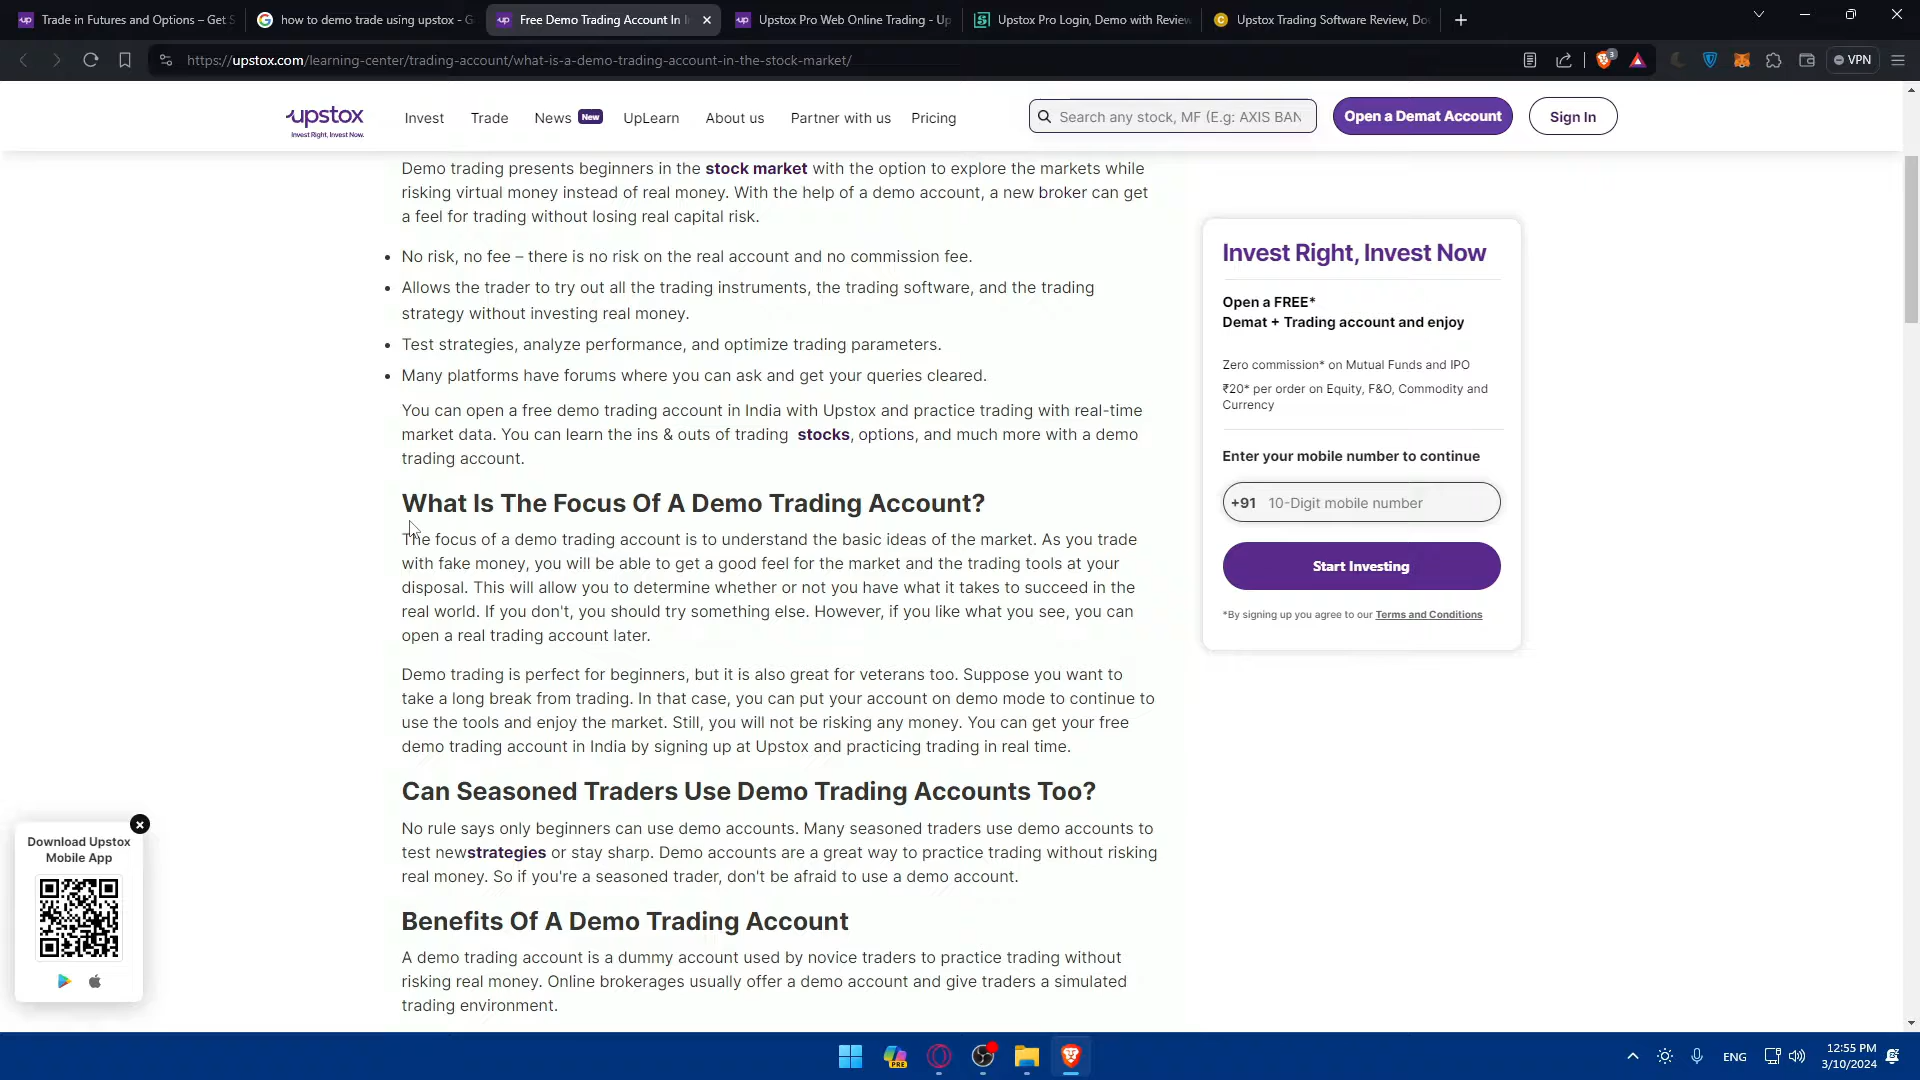 Trade in Futures and Options – Get S
how to demo trade using upstox - G
Free Demo Trading Account In I
Upstox Pro Web Online Trading - Up
Upstox Pro Login, Demo with Review
Upstox Trading Software Review, Do
https://upstox.com/learning-center/trading-account/what-is-a-demo-trading-account-in-the-stock-market/
3
VPN
upstox
Invest Right, Invest Now.
Invest
Trade
News
New
UpLearn
About us
Partner with us
Pricing
Search any stock, MF (E.g: AXIS BAN
Open a Demat Account
Sign In
Demo trading presents beginners in the stock market with the option to explore the markets while
risking virtual money instead of real money. With the help of a demo account, a new broker can get
a feel for trading without losing real capital risk.
No risk, no fee – there is no risk on the real account and no commission fee.
Allows the trader to try out all the trading instruments, the trading software, and the trading
strategy without investing real money.
Test strategies, analyze performance, and optimize trading parameters.
Many platforms have forums where you can ask and get your queries cleared.
You can open a free demo trading account in India with Upstox and practice trading with real-time
market data. You can learn the ins & outs of trading stocks, options, and much more with a demo
trading account.
What Is The Focus Of A Demo Trading Account?
The focus of a demo trading account is to understand the basic ideas of the market. As you trade
with fake money, you will be able to get a good feel for the market and the trading tools at your
disposal. This will allow you to determine whether or not you have what it takes to succeed in the
real world. If you don't, you should try something else. However, if you like what you see, you can
open a real trading account later.
Demo trading is perfect for beginners, but it is also great for veterans too. Suppose you want to
take a long break from trading. In that case, you can put your account on demo mode to continue to
use the tools and enjoy the market. Still, you will not be risking any money. You can get your free
demo trading account in India by signing up at Upstox and practicing trading in real time.
Can Seasoned Traders Use Demo Trading Accounts Too?
No rule says only beginners can use demo accounts. Many seasoned traders use demo accounts to
test newstrategies or stay sharp. Demo accounts are a great way to practice trading without risking
real money. So if you're a seasoned trader, don't be afraid to use a demo account.
Benefits Of A Demo Trading Account
A demo trading account is a dummy account used by novice traders to practice trading without
risking real money. Online brokerages usually offer a demo account and give traders a simulated
trading environment.
Invest Right, Invest Now
Open a FREE*
Demat + Trading account and enjoy
Zero commission* on Mutual Funds and IPO
₹20* per order on Equity, F&O, Commodity and
Currency
Enter your mobile number to continue
+91 10-Digit mobile number
Start Investing
*By signing up you agree to our Terms and Conditions
Download Upstox
Mobile App
PRE
ENG
12:55 PM
3/10/2024